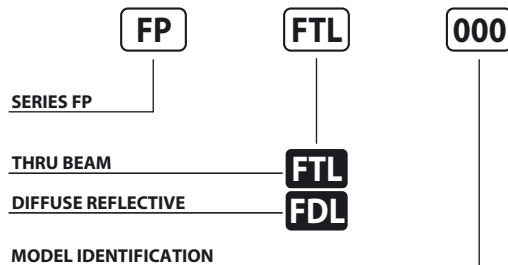 FP FTL 000
SERIES FP
THRU BEAM FTL
DIFFUSE REFLECTIVE FDL
MODEL IDENTIFICATION